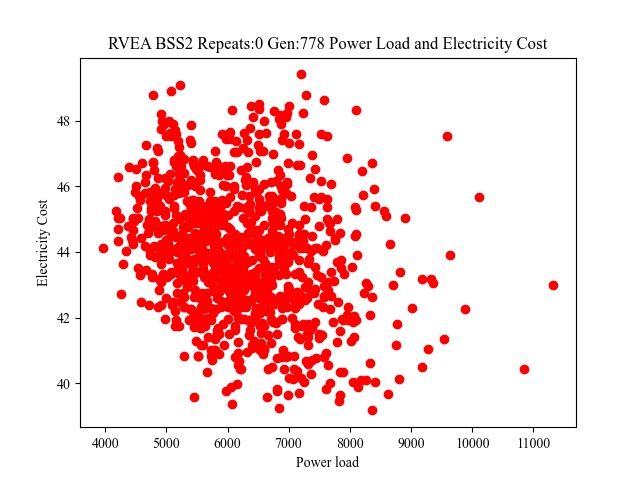 RVEA BSS2 Repeats:0 Gen:778 Power Load and Electricity Cost
Electricity Cost
48
46
44
42
40
4000 5000 6000 7000 8000 9000 10000 11000
Power load